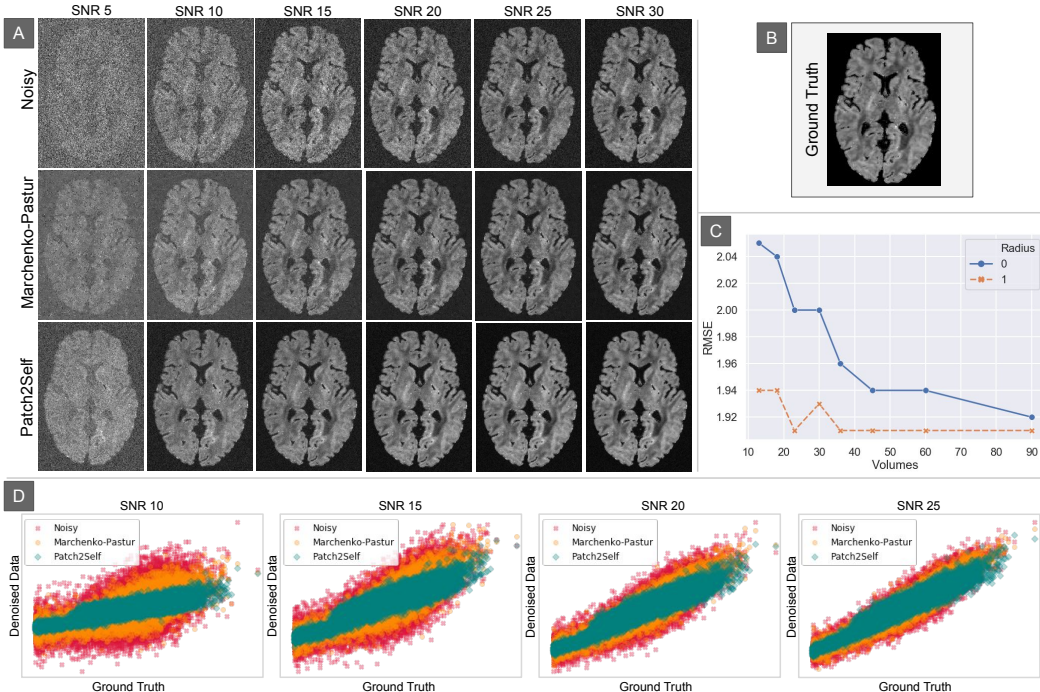 A
SNR 5 SNR 10 SNR 15 SNR 20 SNR 25 SNR 30
Noisy
Marchenko-Pastur
Patch2Self
B
Ground Truth
C
Radius
0
1
2.04
2.02
2.00
1.98
1.96
1.94
1.92
RMSE
10 20 30 40 50 60 70 80 90
Volumes
D
SNR 10
Noisy
Marchenko-Pastur
Patch2Self
Denoised Data
Ground Truth
SNR 15
Noisy
Marchenko-Pastur
Patch2Self
Denoised Data
Ground Truth
SNR 20
Noisy
Marchenko-Pastur
Patch2Self
Denoised Data
Ground Truth
SNR 25
Noisy
Marchenko-Pastur
Patch2Self
Denoised Data
Ground Truth